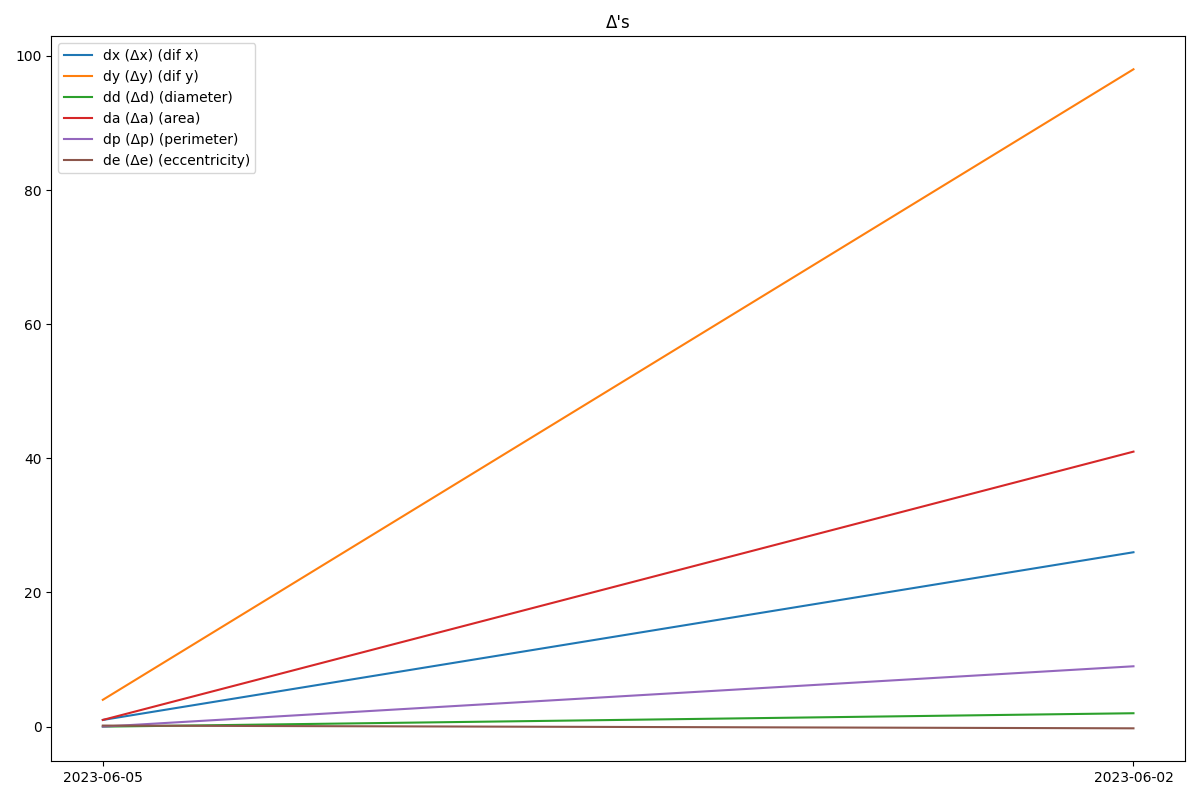 Δ's
dx (Δx) (dif x)
dy (Δy) (dif y)
dd (Δd) (diameter)
da (Δa) (area)
dp (Δp) (perimeter)
de (Δe) (eccentricity)
100
80
60
40
20
0
2023-06-05
2023-06-02